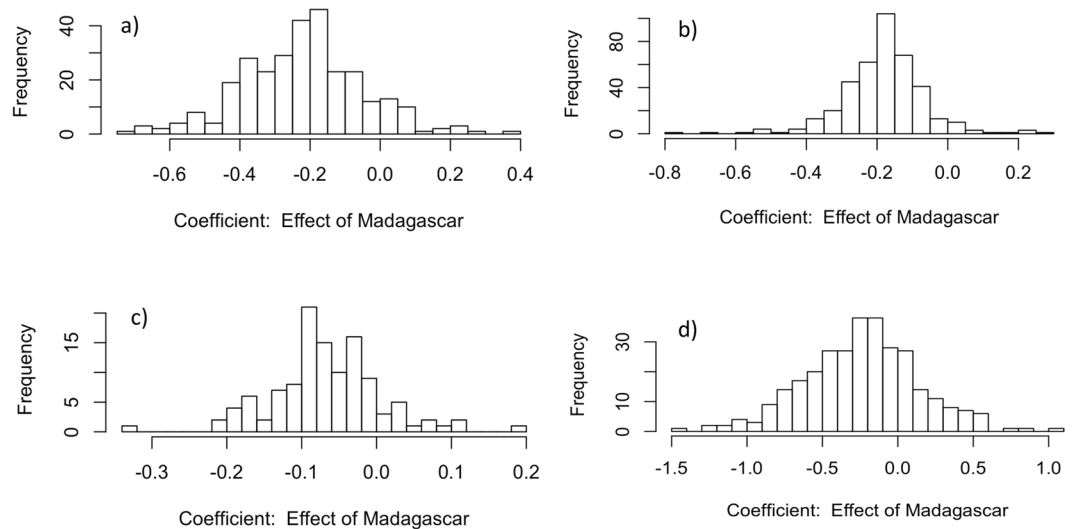 a)
Frequency
0 20 40
-0.6 -0.4 -0.2 0.0 0.2 0.4
Coefficient: Effect of Madagascar
b)
Frequency
0 40 80
-0.8 -0.6 -0.4 -0.2 0.0 0.2
Coefficient: Effect of Madagascar
c)
Frequency
0 5 15
-0.3 -0.2 -0.1 0.0 0.1 0.2
Coefficient: Effect of Madagascar
d)
Frequency
0 10 30
-1.5 -1.0 -0.5 0.0 0.5 1.0
Coefficient: Effect of Madagascar